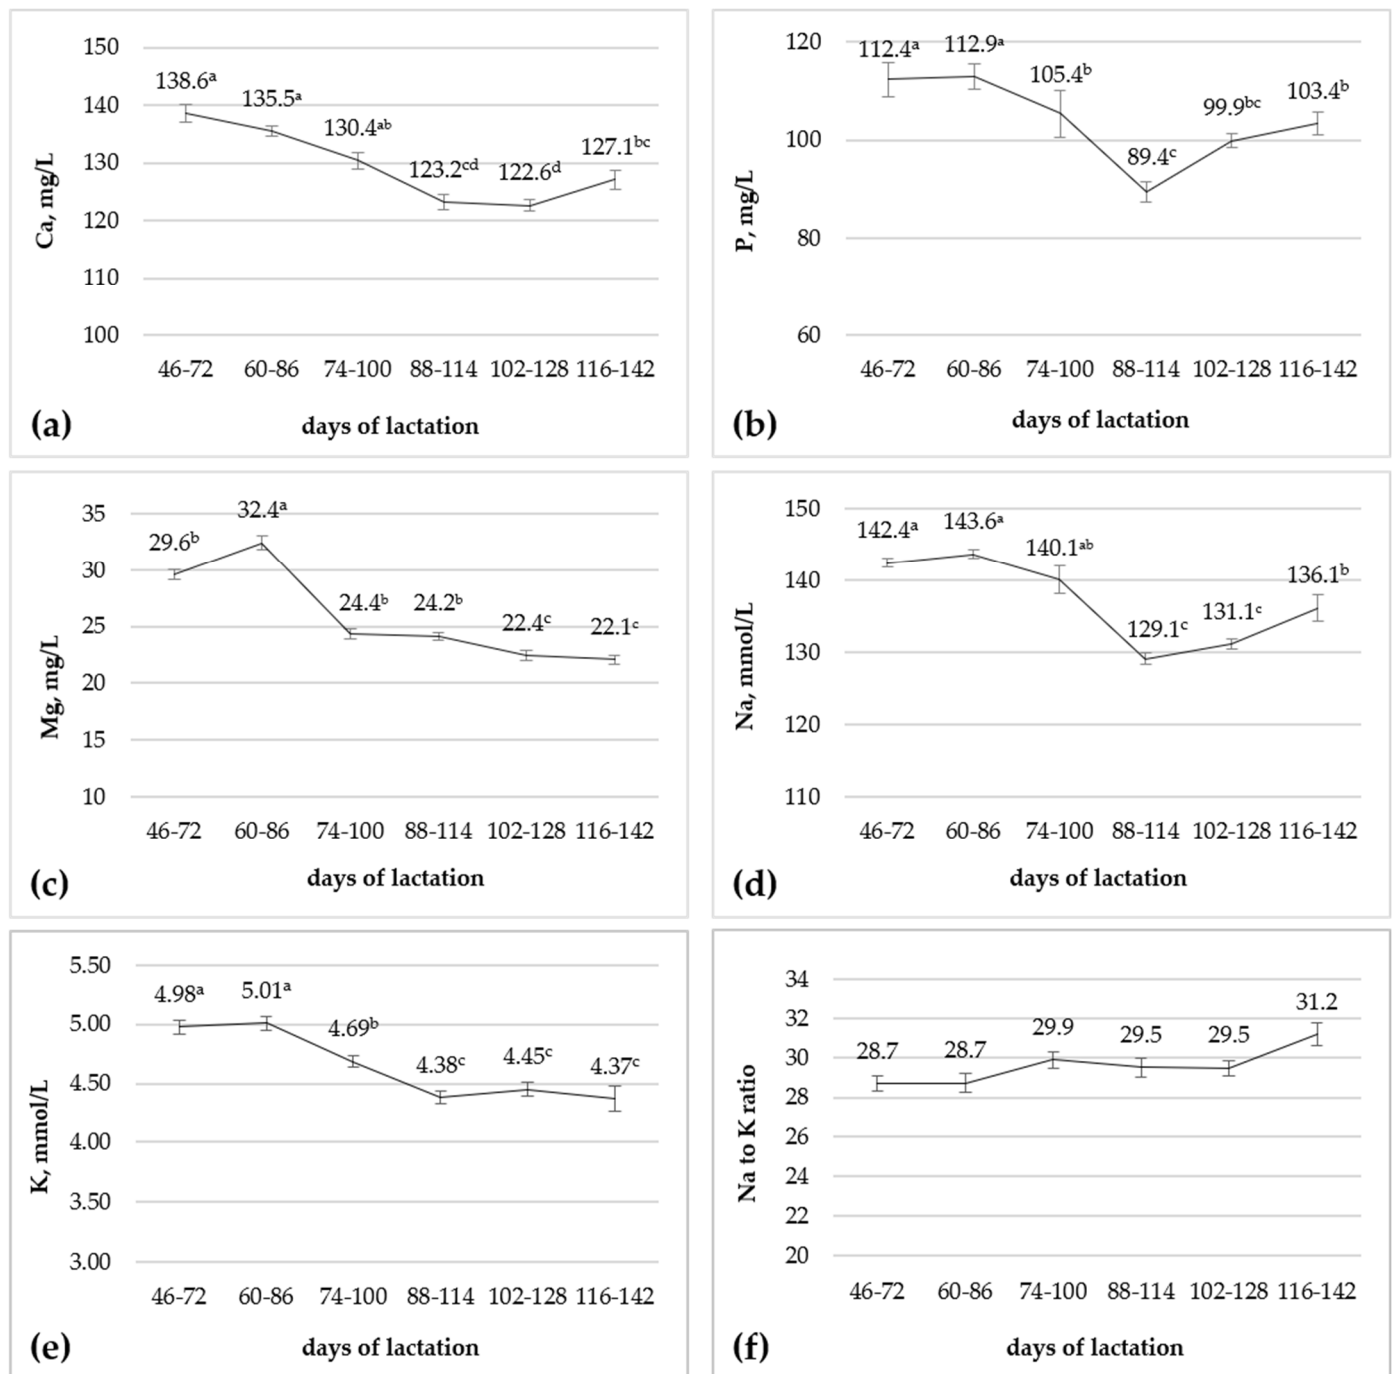 150
140
130
120
110
100
Ca, mg/L
138.6ᵃ
135.5ᵃ
130.4ᵃᵇ
123.2ᶜᵈ
122.6ᵈ
127.1ᵇᶜ
46-72 60-86 74-100 88-114 102-128 116-142
(a)
days of lactation
120
100
80
60
P, mg/L
112.4ᵃ
112.9ᵃ
105.4ᵇ
89.4ᶜ
99.9ᵇᶜ
103.4ᵇ
46-72 60-86 74-100 88-114 102-128 116-142
(b)
days of lactation
35
30
25
20
15
10
Mg, mg/L
29.6ᵇ
32.4ᵃ
24.4ᵇ
24.2ᵇ
22.4ᶜ
22.1ᶜ
46-72 60-86 74-100 88-114 102-128 116-142
(c)
days of lactation
150
140
130
120
110
Na, mmol/L
142.4ᵃ
143.6ᵃ
140.1ᵃᵇ
129.1ᶜ
131.1ᶜ
136.1ᵇ
46-72 60-86 74-100 88-114 102-128 116-142
(d)
days of lactation
5.50
5.00
4.50
4.00
3.50
3.00
K, mmol/L
4.98ᵃ
5.01ᵃ
4.69ᵇ
4.38ᶜ
4.45ᶜ
4.37ᶜ
46-72 60-86 74-100 88-114 102-128 116-142
(e)
days of lactation
34
32
30
28
26
24
22
20
Na to K ratio
28.7
28.7
29.9
29.5
29.5
31.2
46-72 60-86 74-100 88-114 102-128 116-142
(f)
days of lactation